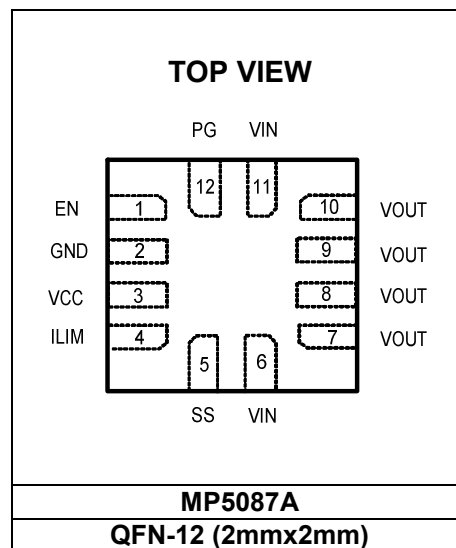 TOP VIEW
PG VIN
12 11
EN 1 10 VOUT
GND 2 9 VOUT
VCC 3 8 VOUT
ILIM 4 7 VOUT
5 6
SS VIN
MP5087A
QFN-12 (2mmx2mm)